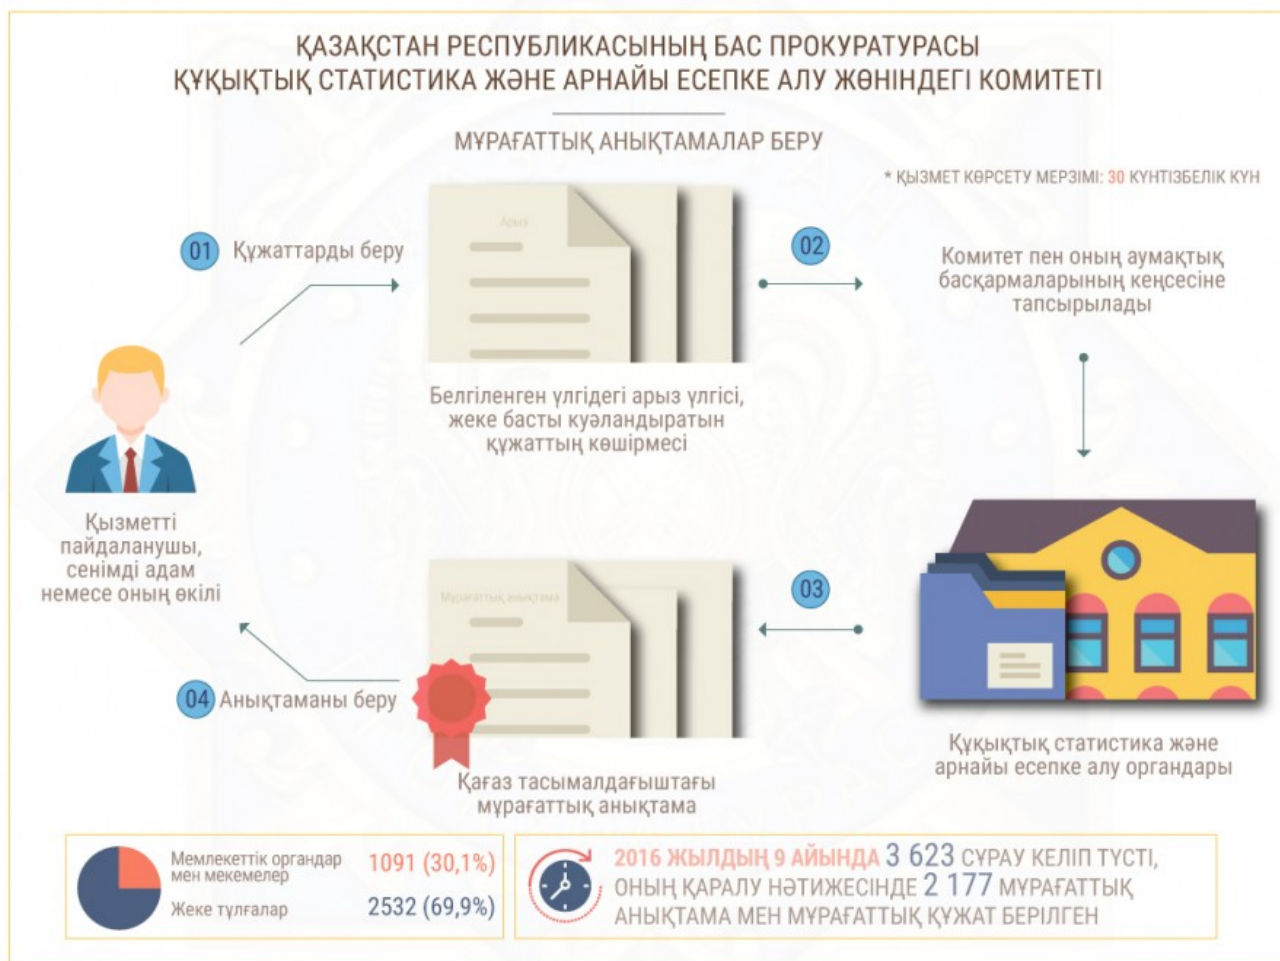 ҚАЗАҚСТАН РЕСПУБЛИКАСЫНЫҢ БАС ПРОКУРАТУРАСЫ
ҚҰҚЫҚТЫҚ СТАТИСТИКА ЖӘНЕ АРНАЙЫ ЕСЕПКЕ АЛУ ЖӨНІНДЕГІ КОМИТЕТІ
МҰРАҒАТТЫҚ АНЫҚТАМАЛАР БЕРУ
* ҚЫЗМЕТ КӨРСЕТУ МЕРЗІМІ: 30 КҮНТІЗБЕЛІК КҮН
01 Құжаттарды беру
Арыз
Белгіленген үлгідегі арыз үлгісі,
жеке басты куәландыратын
құжаттың көшірмесі
02
Комитет пен оның аумақтық
басқармаларының кеңсесіне
тапсырылады
Қызметті
пайдаланушы,
сенімді адам
немесе оның өкілі
Құқықтық статистика және
арнайы есепке алу органдары
03
Мұрағаттық анықтама
Қағаз тасымалдағыштағы
мұрағаттық анықтама
04 Анықтаманы беру
Мемлекеттік органдар
мен мекемелер
1091 (30,1%)
Жеке тұлғалар
2532 (69,9%)
2016 ЖЫЛДЫҢ 9 АЙЫНДА 3 623 СҰРАУ КЕЛІП ТҮСТІ,
ОНЫҢ ҚАРАЛУ НӘТИЖЕСІНДЕ 2 177 МҰРАҒАТТЫҚ
АНЫҚТАМА МЕН МҰРАҒАТТЫҚ ҚҰЖАТ БЕРІЛГЕН